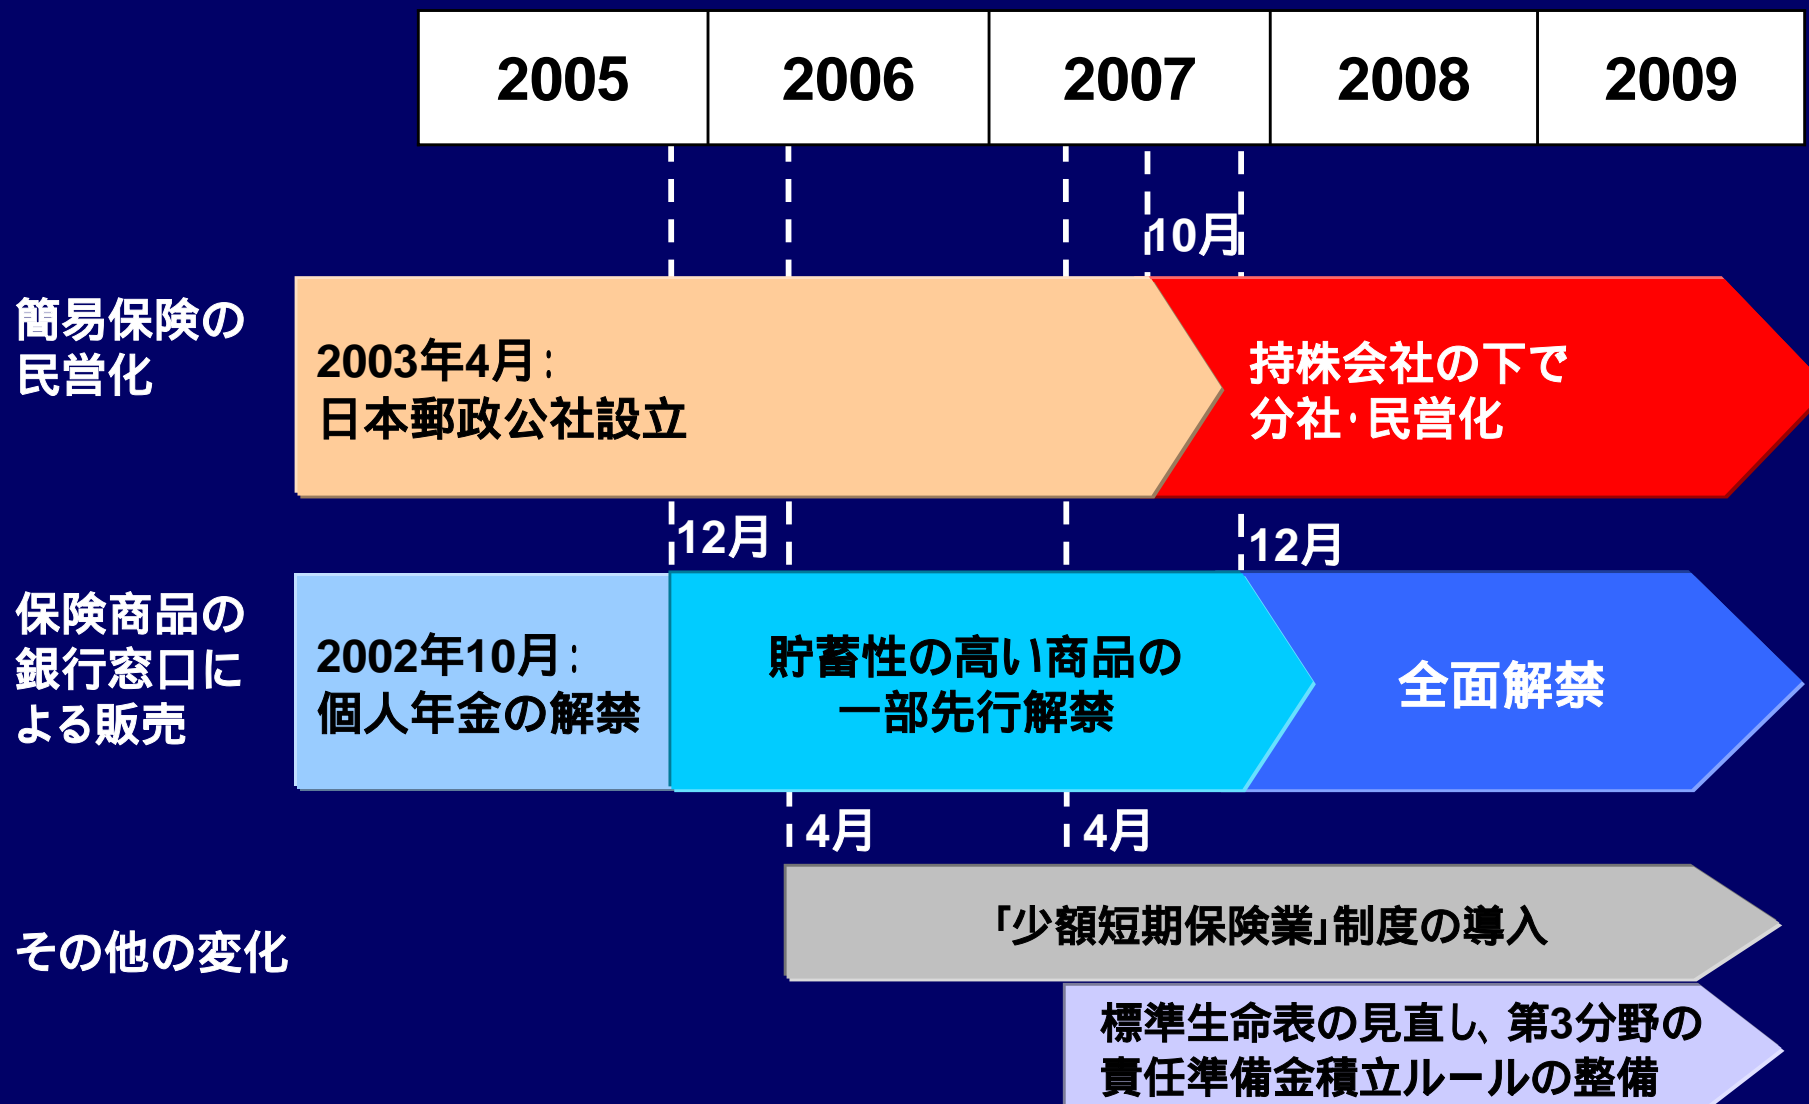 2005 2006 2007 2008 2009
10月
簡易保険の
民営化
2003年4月:
日本郵政公社設立
持株会社の下で
分社・民営化
12月
12月
保険商品の
銀行窓口に
よる販売
2002年10月:
個人年金の解禁
貯蓄性の高い商品の
一部先行解禁
全面解禁
4月
4月
その他の変化
「少額短期保険業」制度の導入
標準生命表の見直し、第3分野の
責任準備金積立ルールの整備